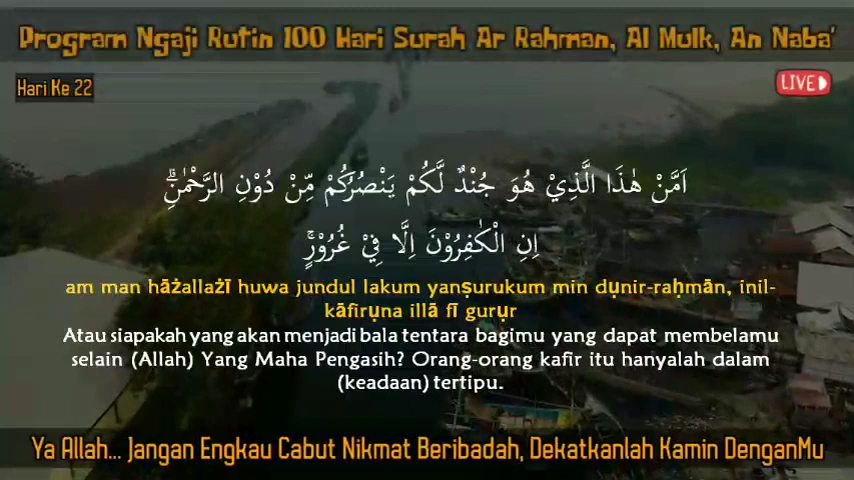 Program Ngaji Rutin 100 Hari Surah Ar Rahman, Al Mulk, An Naba'
Hari Ke 22
LIVE
اَمَّنْ هٰذَا الَّذِيْ هُوَ جُنْدٌ لَّكُمْ يَنْصُرُكُمْ مِّنْ دُوْنِ الرَّحْمٰنِۗ
اِنِ الْكٰفِرُوْنَ اِلَّا فِيْ غُرُوْرٍۚ
am man hāżallażī huwa jundul lakum yanṣurukum min dụnir-raḥmān, inil-
kāfirụna illā fī gurụr
Atau siapakah yang akan menjadi bala tentara bagimu yang dapat membelamu
selain (Allah) Yang Maha Pengasih? Orang-orang kafir itu hanyalah dalam
(keadaan) tertipu.
Ya Allah... Jangan Engkau Cabut Nikmat Beribadah, Dekatkanlah Kamin DenganMu